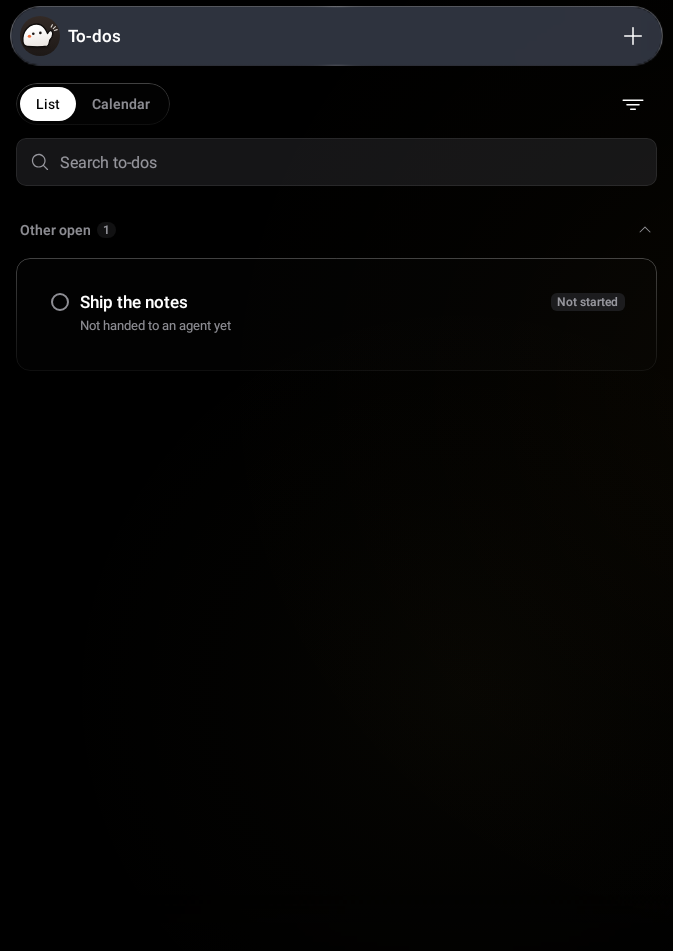 To-dos
List
Calendar
Search to-dos
Other open 1
Ship the notes
Not started
Not handed to an agent yet